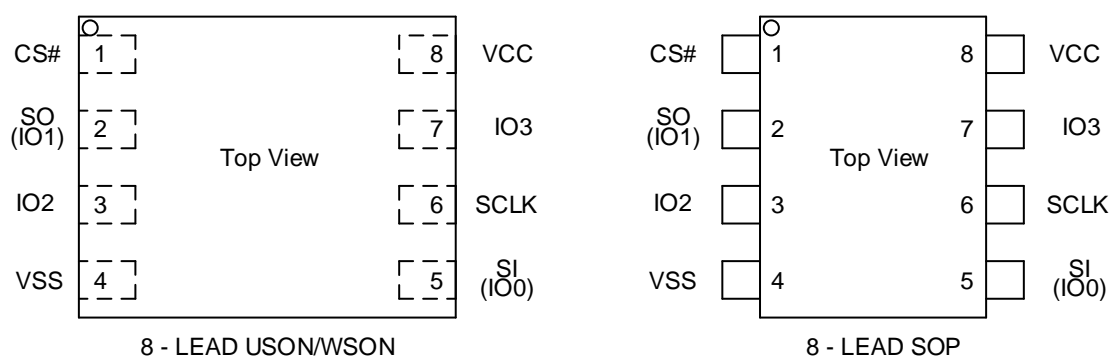 CS#
1
8
VCC
SO
(IO1)
2
7
IO3
Top View
IO2
3
6
SCLK
VSS
4
5
SI
(IO0)
8 - LEAD USON/WSON
CS#
1
8
VCC
SO
(IO1)
2
7
IO3
Top View
IO2
3
6
SCLK
VSS
4
5
SI
(IO0)
8 - LEAD SOP